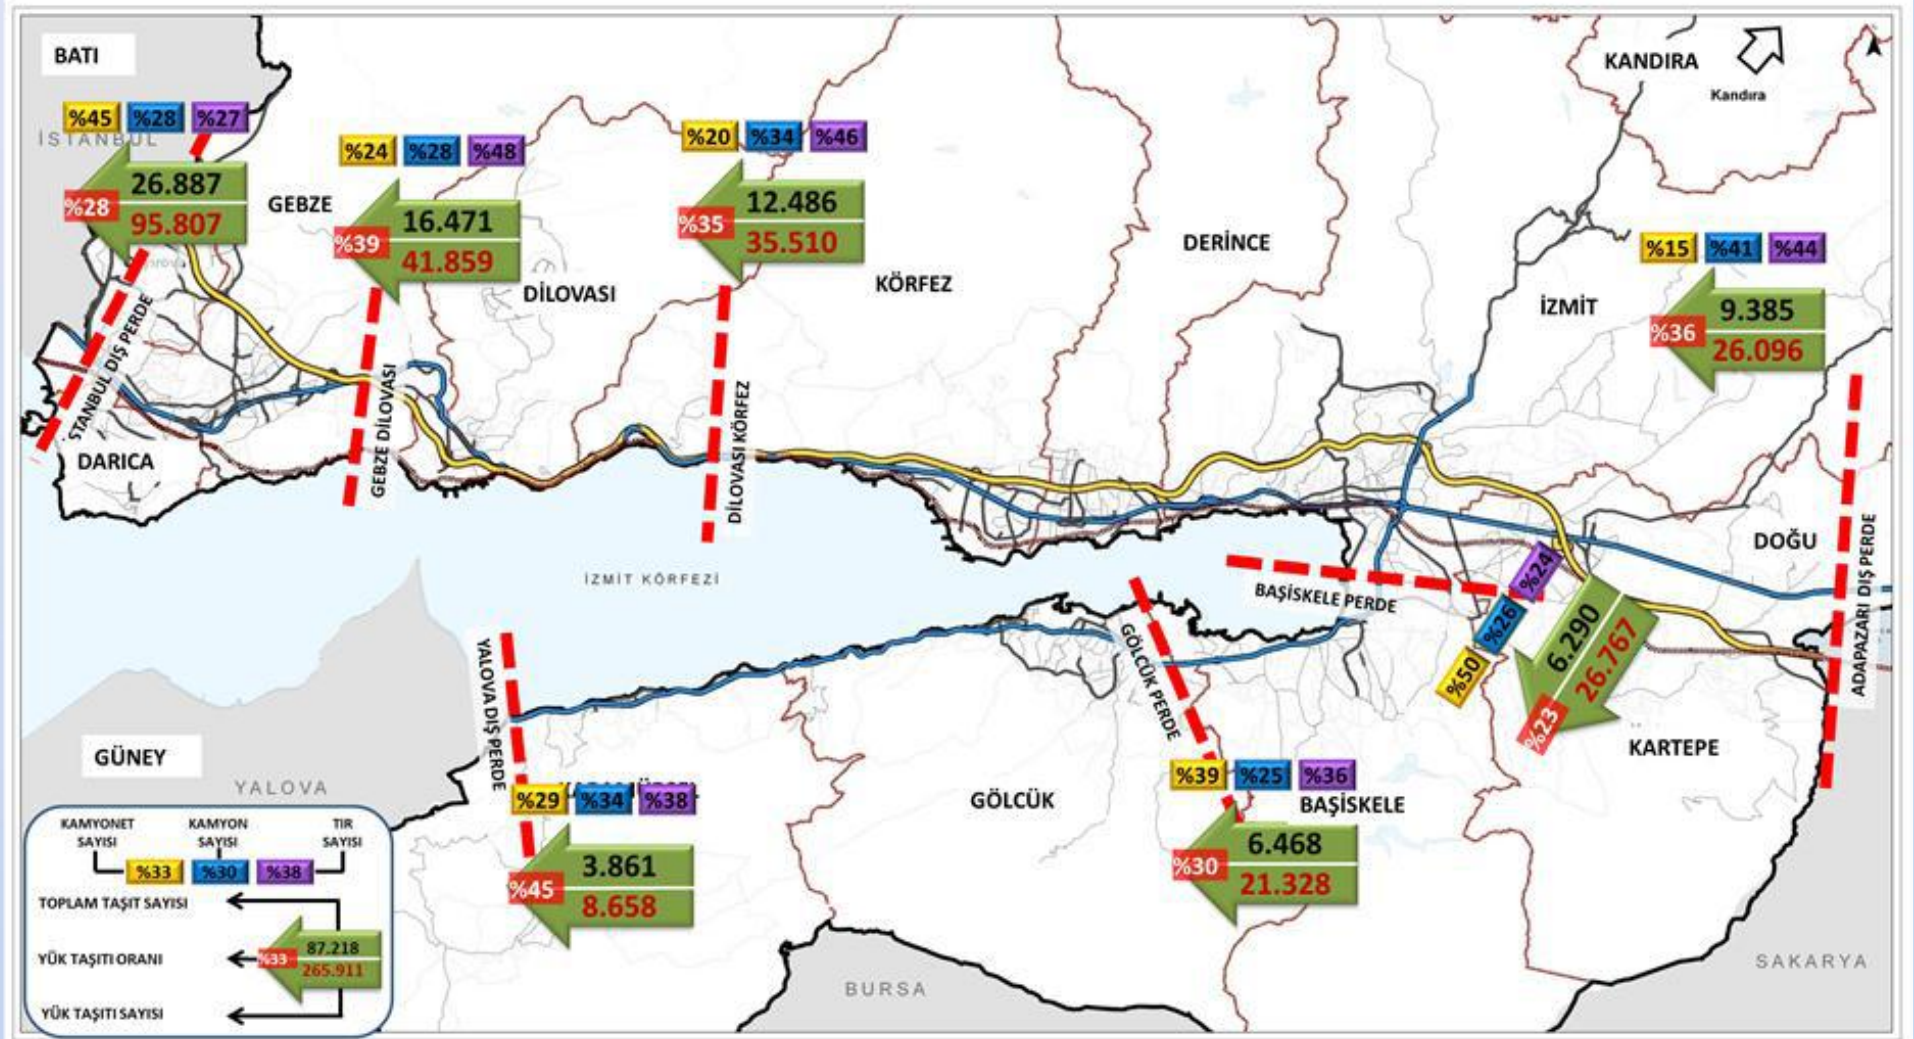 BATI
KANDIRA
Kandıra
%45 %28 %27
İSTANBUL
%24 %28 %48
%20 %34 %46
26.887
%28
95.807
GEBZE
16.471
%39
41.859
12.486
%35
35.510
DERİNCE
%15 %41 %44
DİLOVASI
KÖRFEZ
İZMİT
9.385
%36
26.096
İSTANBUL DIŞ PERDE
GEBZE DİLOVASI
DİLOVASI KÖRFEZ
DARICA
DOĞU
ADAPAZARI DIŞ PERDE
İZMİT KÖRFEZİ
BAŞİSKELE PERDE
%50 %26 %24
6.290
%23
26.767
YALOVA DIŞ PERDE
GÖLCÜK PERDE
GÜNEY
YALOVA
KARTEPE
%29 %34 %38
GÖLCÜK
%39 %25 %36
BAŞİSKELE
3.861
%45
8.658
6.468
%30
21.328
KAMYONET SAYISI
KAMYON SAYISI
TIR SAYISI
%33 %30 %38
TOPLAM TAŞIT SAYISI
YÜK TAŞITI ORANI
%33
87.218
265.911
YÜK TAŞITI SAYISI
BURSA
SAKARYA